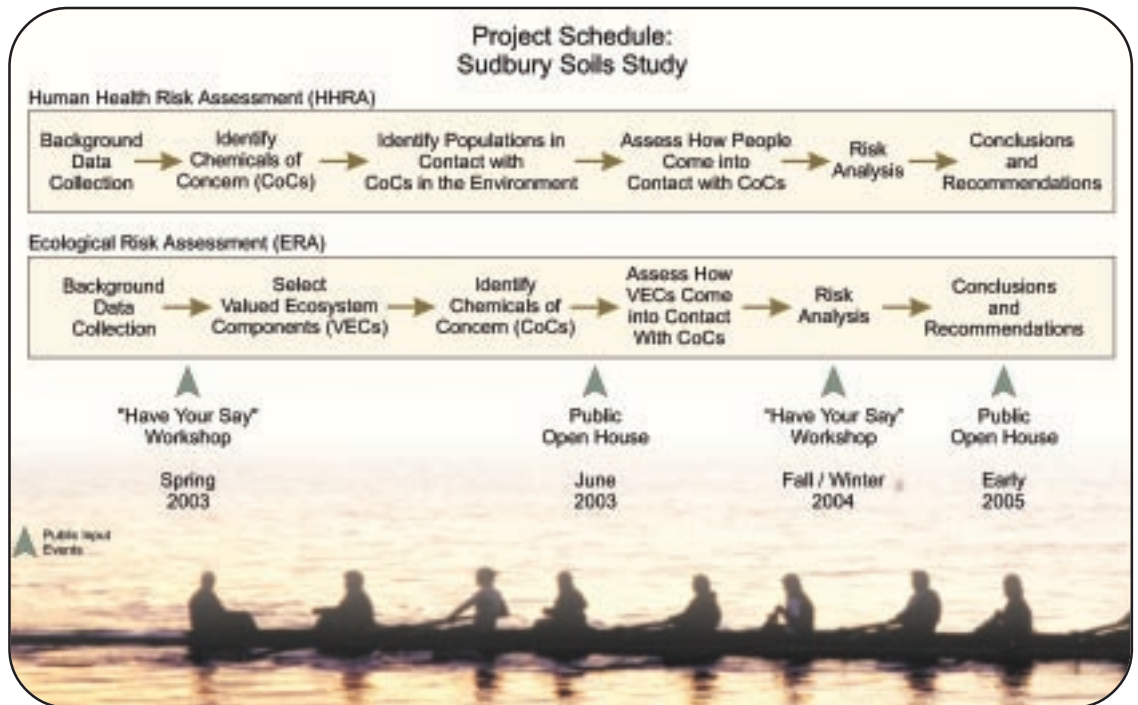 Project Schedule:
Sudbury Soils Study
Human Health Risk Assessment (HHRA)
Background
Data
Collection
Identify
Chemicals of
Concern (CoCs)
Identify Populations in
Contact with
CoCs in the Environment
Assess How People
Come into
Contact with CoCs
Risk
Analysis
Conclusions
and
Recommendations
Ecological Risk Assessment (ERA)
Background
Data
Collection
Select
Valued Ecosystem
Components (VECs)
Identify
Chemicals of
Concern (CoCs)
Assess How
VECs Come
into Contact
With CoCs
Risk
Analysis
Conclusions
and
Recommendations
"Have Your Say"
Workshop
Spring
2003
Public
Open House
June
2003
"Have Your Say"
Workshop
Fall / Winter
2004
Public
Open House
Early
2005
Public Input
Events